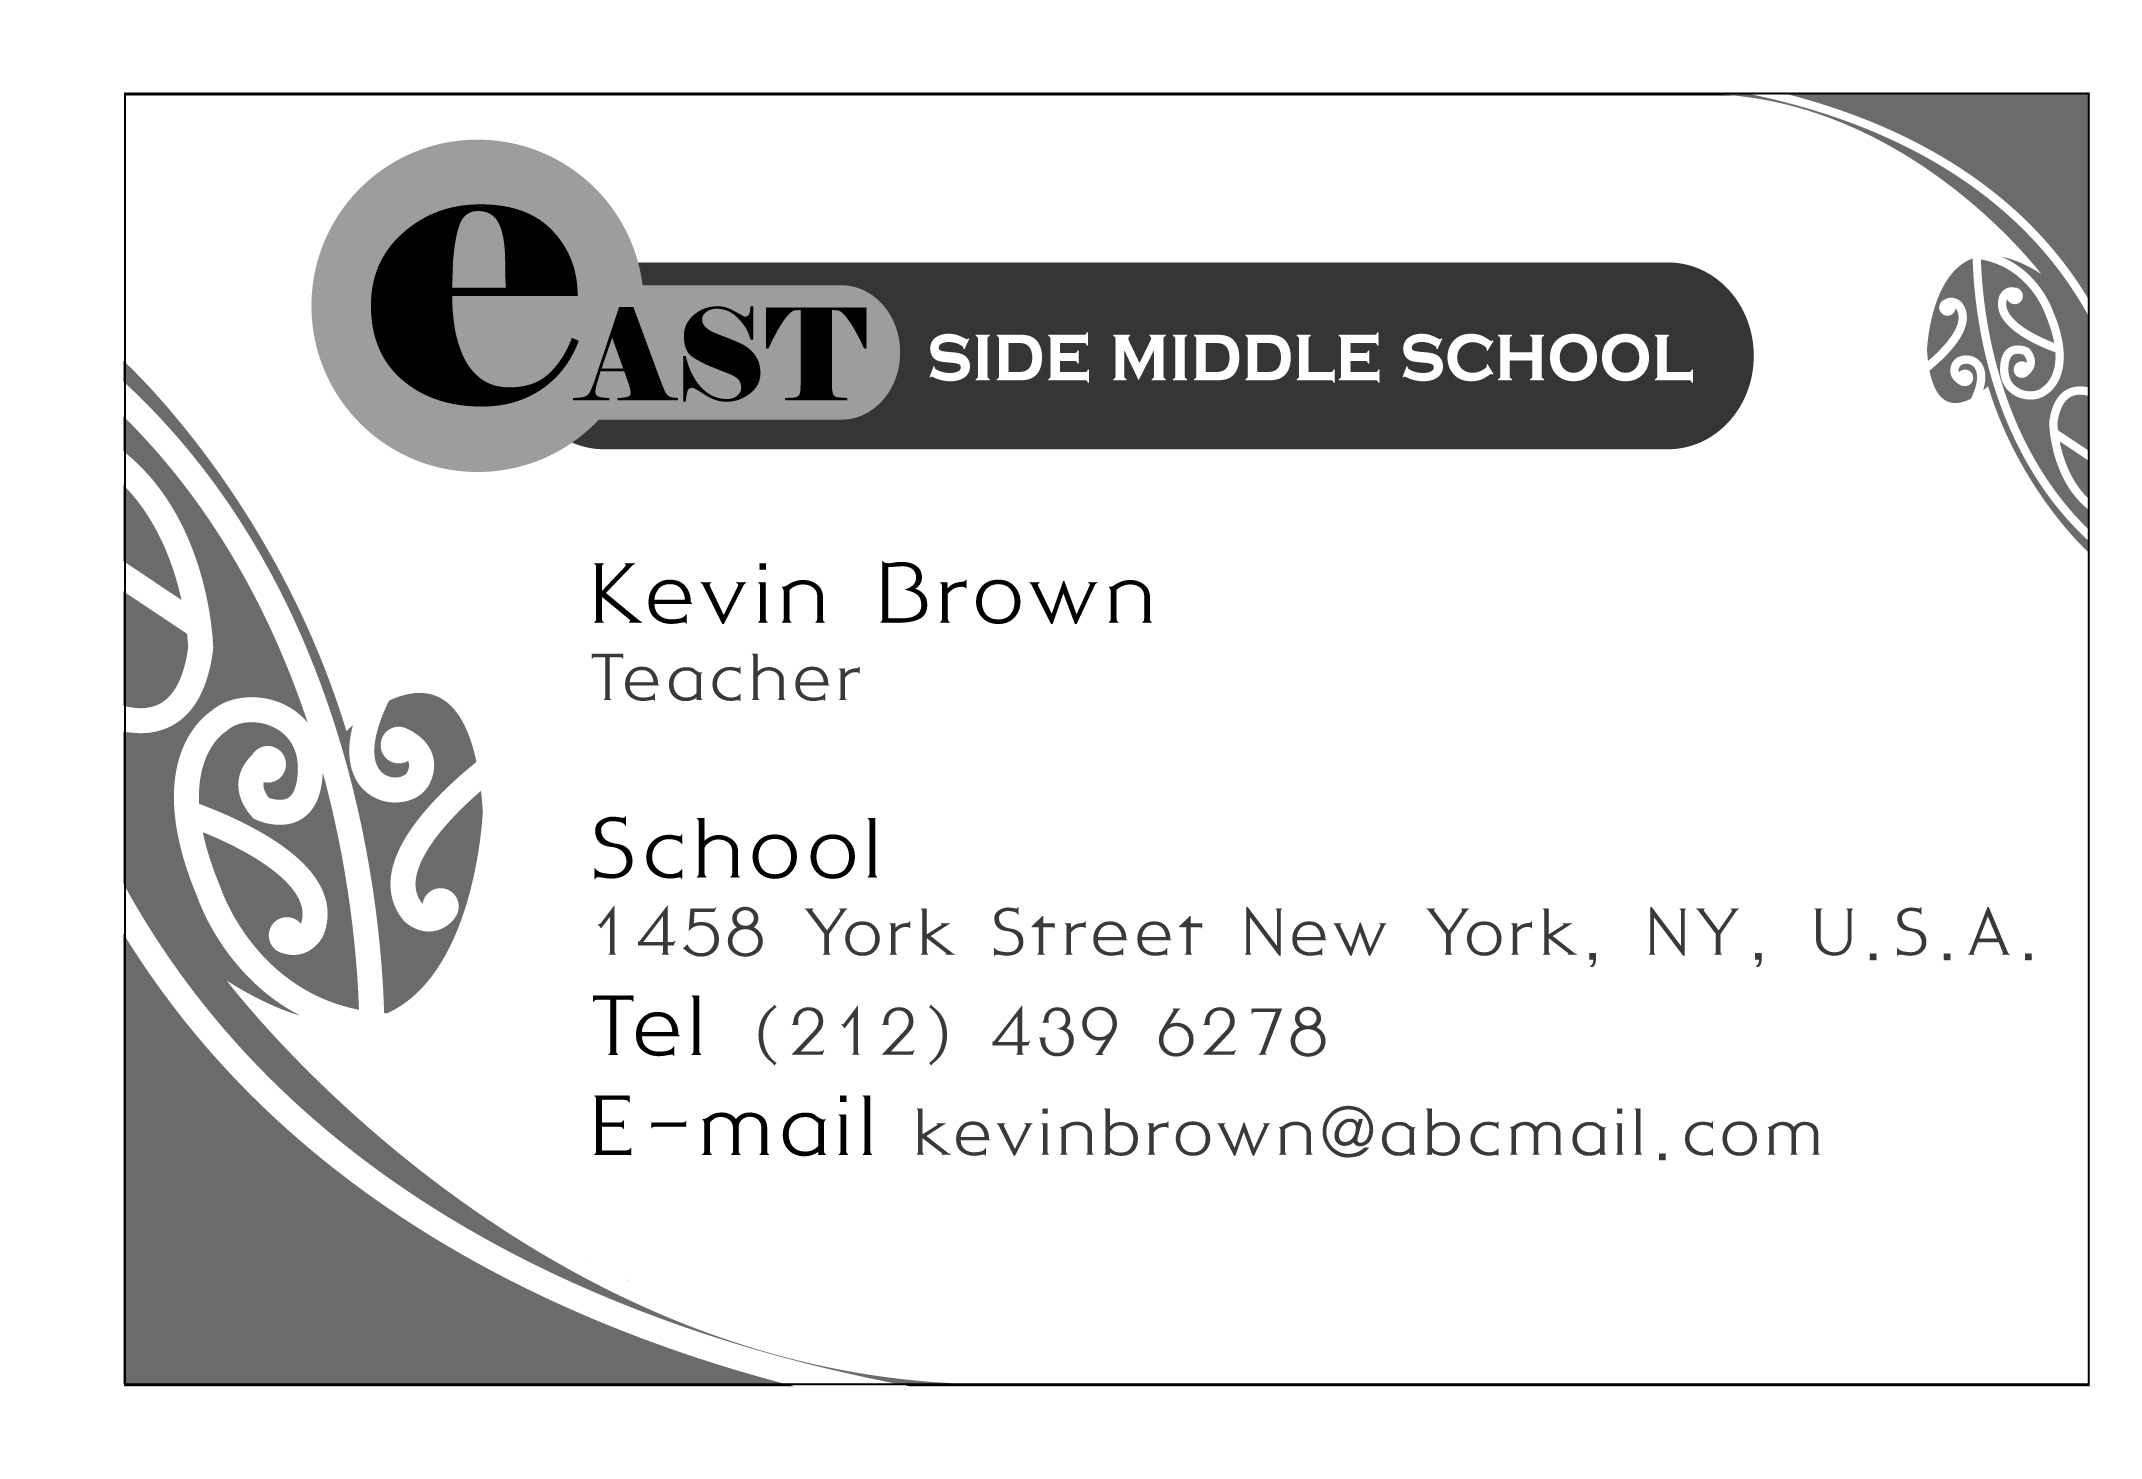 eAST SIDE MIDDLE SCHOOL
Kevin Brown
Teacher
School
1458 York Street New York, NY, U.S.A.
Tel (212) 439 6278
E-mail kevinbrown@abcmail.com